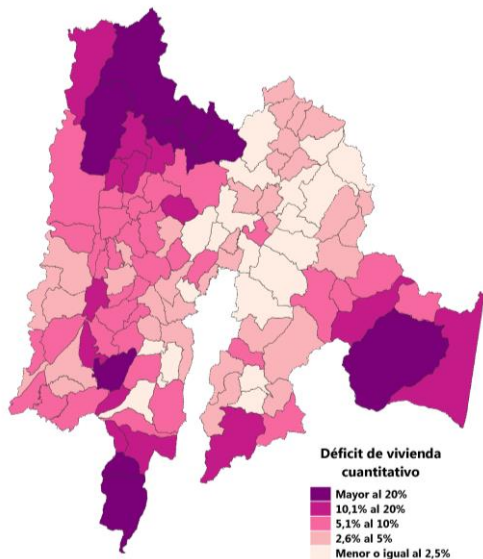 Déficit de vivienda
cuantitativo
Mayor al 20%
10,1% al 20%
5,1% al 10%
2,6% al 5%
Menor o igual al 2,5%